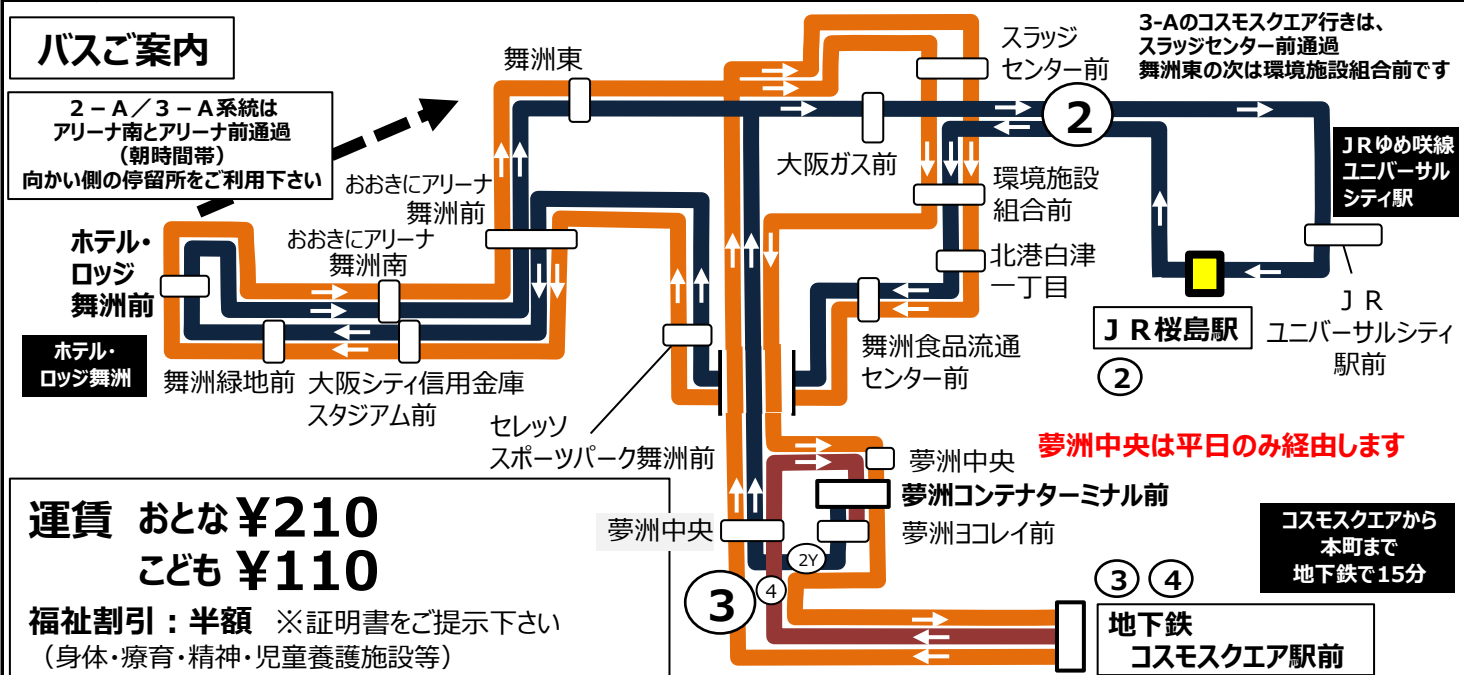 バスご案内
2－A／3－A系統は
アリーナ南とアリーナ前通過
（朝時間帯）
向かい側の停留所をご利用下さい
3-Aのコスモスクエア行きは、
スラッジセンター前通過
舞洲東の次は環境施設組合前です
舞洲東
スラッジ
センター前
②
大阪ガス前
環境施設
組合前
JRゆめ咲線
ユニバーサル
シティ駅
おおきにアリーナ
舞洲前
おおきにアリーナ
舞洲南
ホテル・
ロッジ
舞洲前
ホテル・
ロッジ舞洲
舞洲緑地前
大阪シティ信用金庫
スタジアム前
セレッソ
スポーツパーク舞洲前
北港白津
一丁目
舞洲食品流通
センター前
ＪＲ桜島駅
②
ＪＲ
ユニバーサルシティ
駅前
夢洲中央は平日のみ経由します
夢洲中央
夢洲コンテナターミナル前
夢洲ヨコレイ前
夢洲中央
2Y
③
④
コスモスクエアから
本町まで
地下鉄で15分
③ ④
地下鉄
コスモスクエア駅前
運賃 おとな ¥210
こども ¥110
福祉割引：半額 ※証明書をご提示下さい
（身体・療育・精神・児童養護施設等）